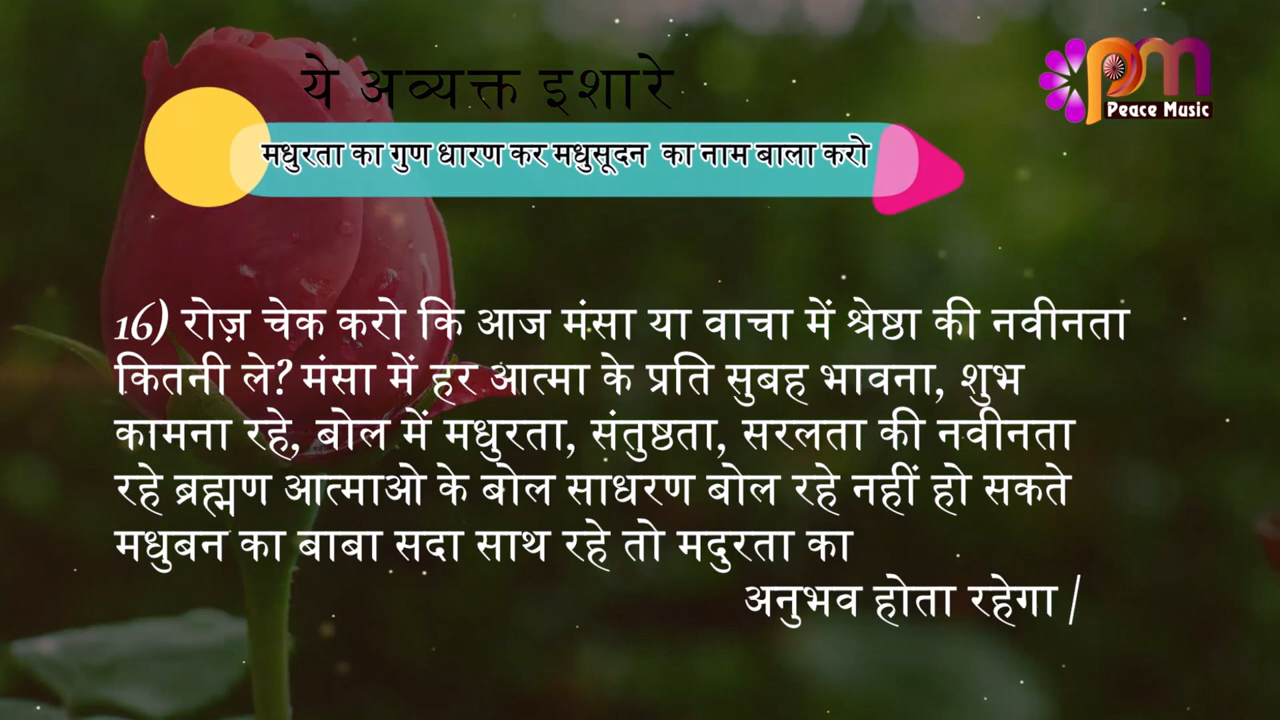 ये अव्यक्त इशारे
pm
Peace Music
मधुरता का गुण धारण कर मधुसूदन का नाम बाला करो
16) रोज़ चेक करो कि आज मंसा या वाचा में श्रेष्ठा की नवीनता
कितनी ले? मंसा में हर आत्मा के प्रति सुबह भावना, शुभ
कामना रहे, बोल में मधुरता, संतुष्ठता, सरलता की नवीनता
रहे ब्रह्मण आत्माओ के बोल साधरण बोल रहे नहीं हो सकते
मधुबन का बाबा सदा साथ रहे तो मदुरता का
अनुभव होता रहेगा /